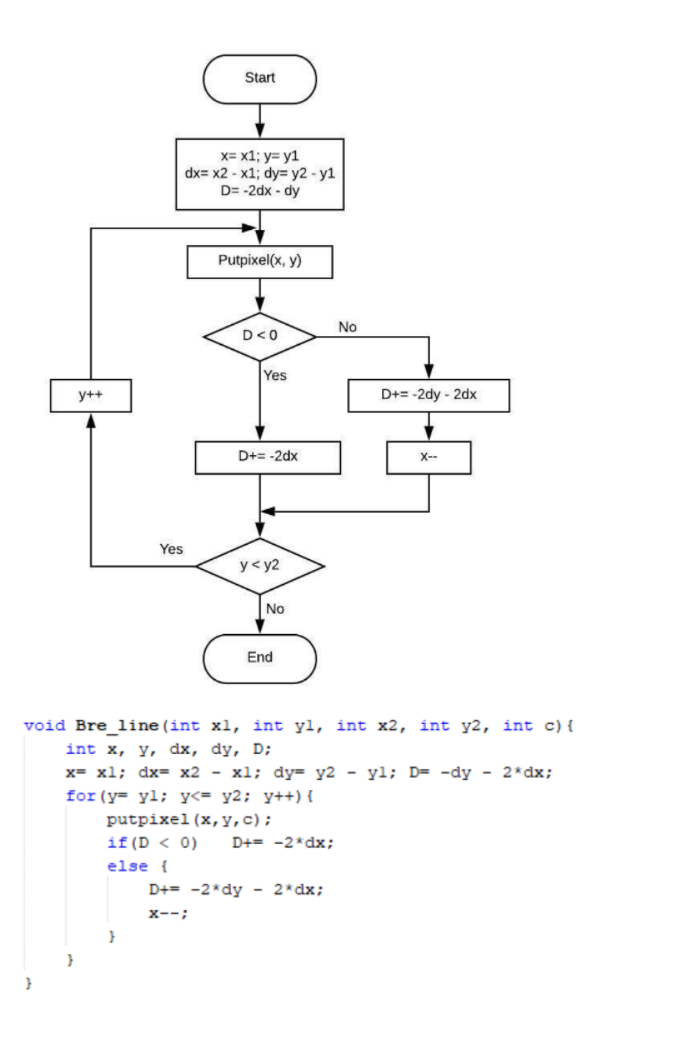 Start
x= x1; y= y1
dx= x2 - x1; dy= y2 - y1
D= -2dx - dy
Putpixel(x, y)
D < 0
No
Yes
y++
D+= -2dy - 2dx
D+= -2dx
x--
Yes
y < y2
No
End
void Bre_line(int x1, int y1, int x2, int y2, int c){
    int x, y, dx, dy, D;
    x= x1; dx= x2 - x1; dy= y2 - y1; D= -dy - 2*dx;
    for(y= y1; y<= y2; y++){
        putpixel(x,y,c);
        if(D < 0)   D+= -2*dx;
        else {
            D+= -2*dy - 2*dx;
            x--;
        }
    }
}